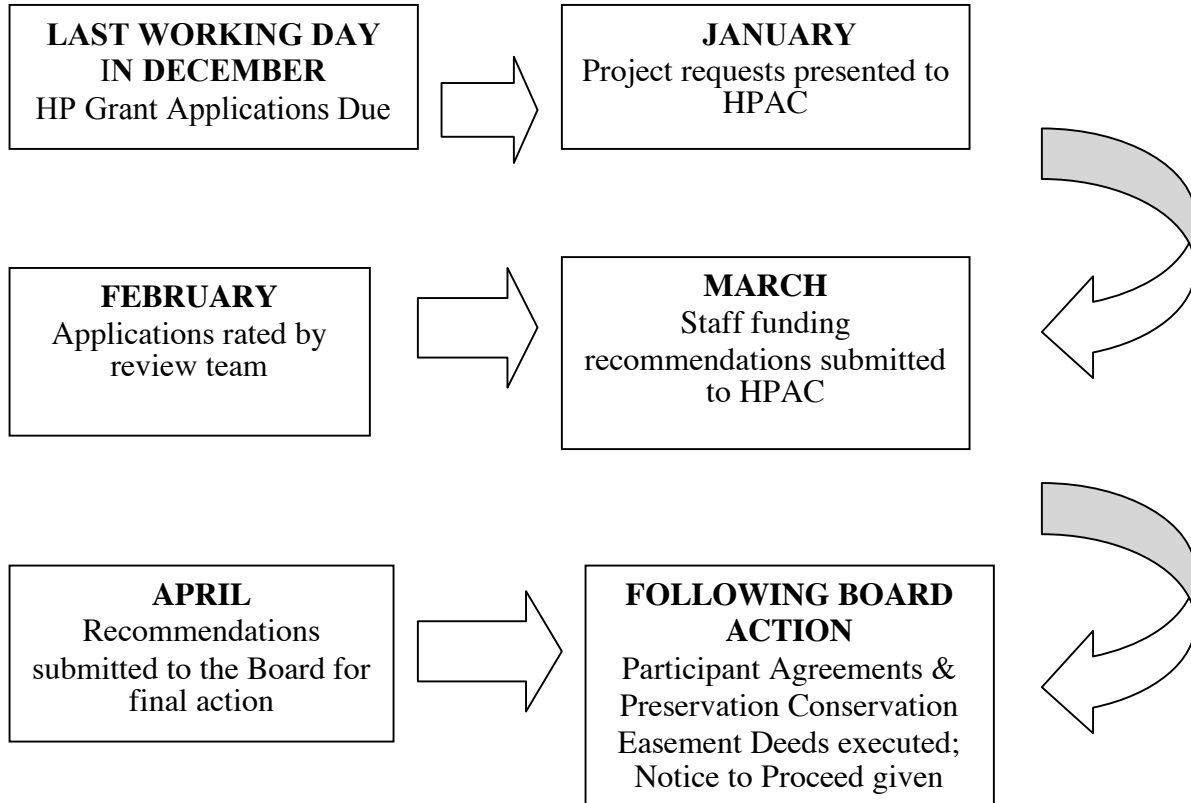 LAST WORKING DAY
IN DECEMBER
HP Grant Applications Due
JANUARY
Project requests presented to
HPAC
FEBRUARY
Applications rated by
review team
MARCH
Staff funding
recommendations submitted
to HPAC
APRIL
Recommendations
submitted to the Board for
final action
FOLLOWING BOARD
ACTION
Participant Agreements &
Preservation Conservation
Easement Deeds executed;
Notice to Proceed given